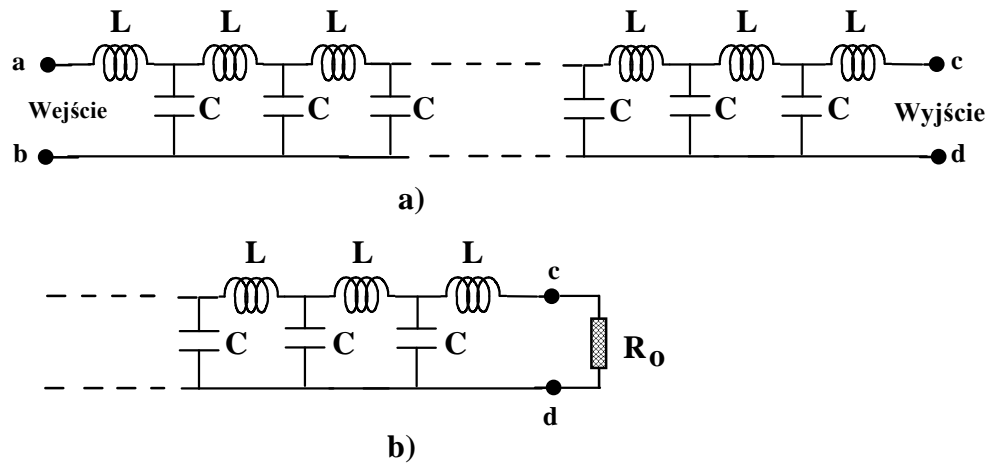 L L L L L L
a c
C C C C C C
Wejście Wyjście
b d
a)
L L L
c
C C C R₀
d
b)